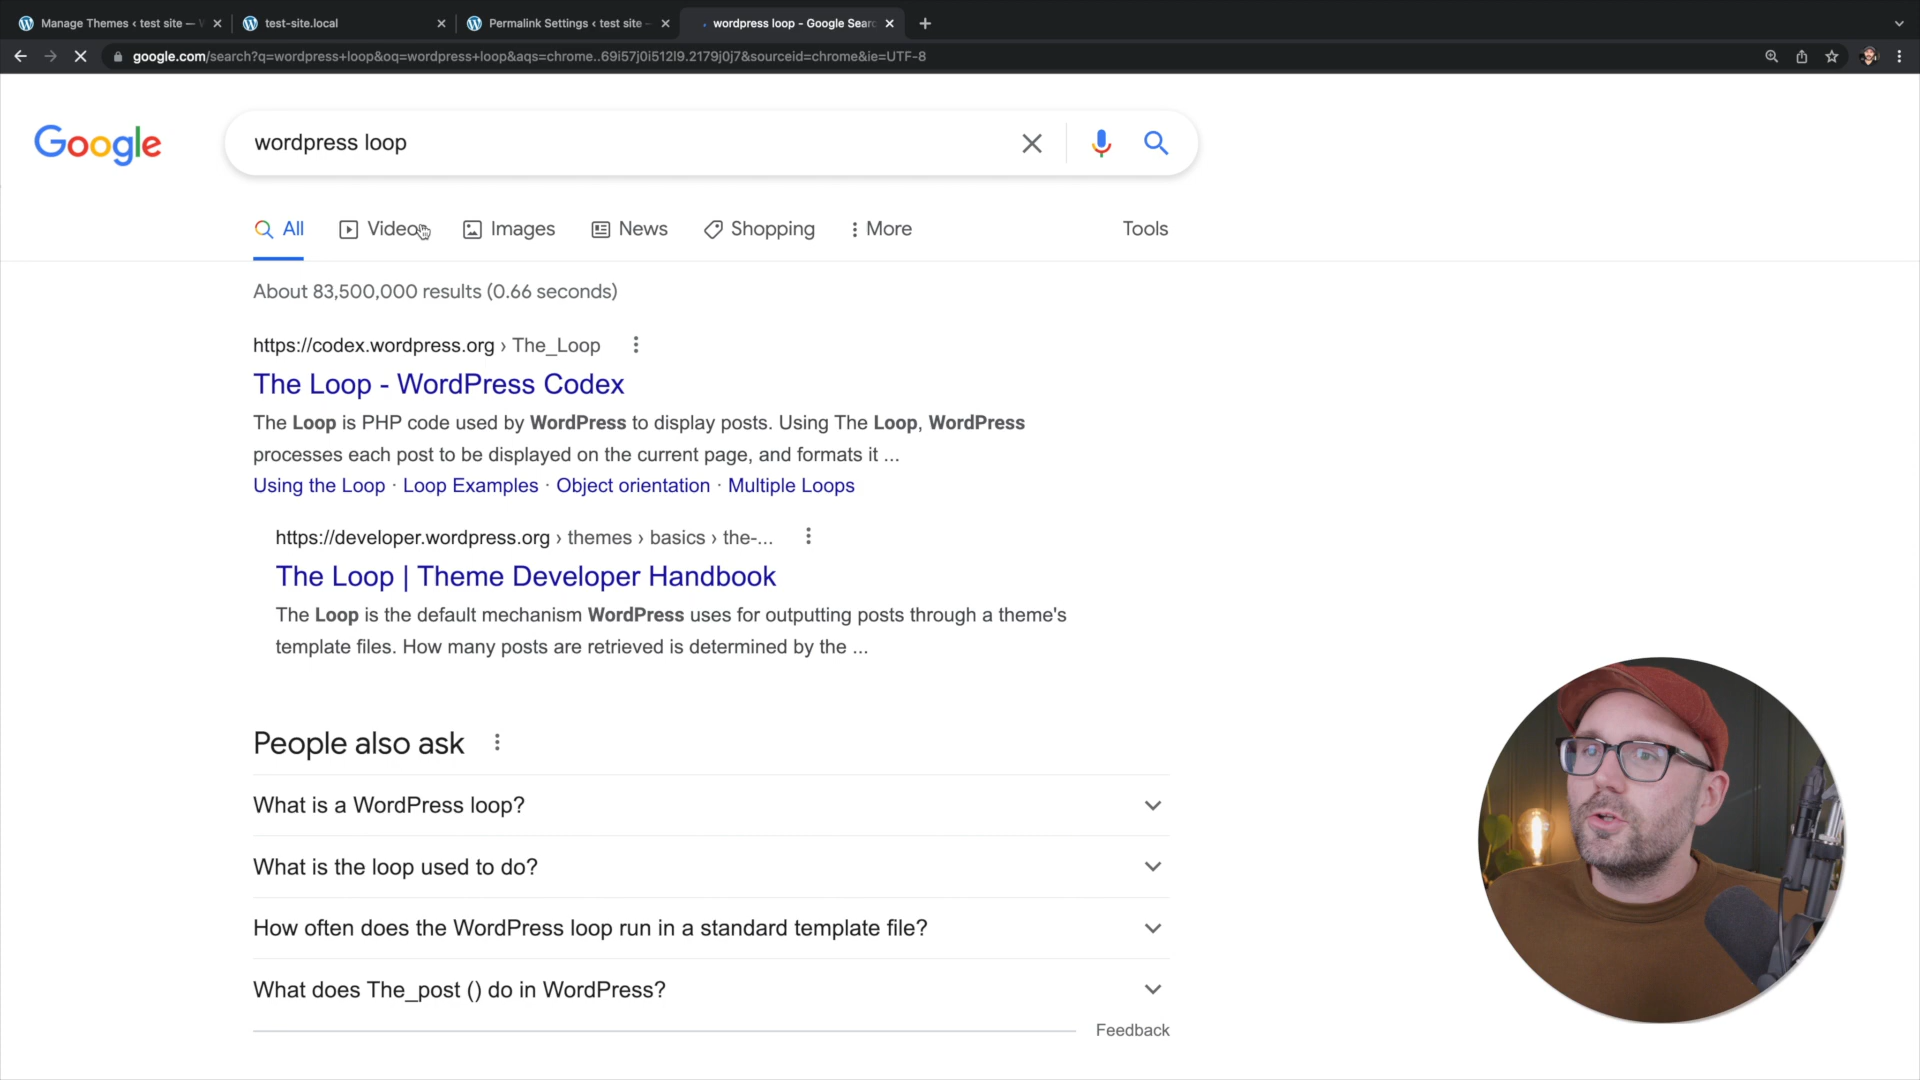 Manage Themes ‹ test site —
test-site.local
Permalink Settings ‹ test site –
wordpress loop - Google Sear
google.com/search?q=wordpress+loop&oq=wordpress+loop&aqs=chrome..69i57j0i512l9.2179j0j7&sourceid=chrome&ie=UTF-8
Google
wordpress loop
All
Videos
Images
News
Shopping
More
Tools
About 83,500,000 results (0.66 seconds)
https://codex.wordpress.org › The_Loop
The Loop - WordPress Codex
The Loop is PHP code used by WordPress to display posts. Using The Loop, WordPress
processes each post to be displayed on the current page, and formats it ...
Using the Loop · Loop Examples · Object orientation · Multiple Loops
https://developer.wordpress.org › themes › basics › the-...
The Loop | Theme Developer Handbook
The Loop is the default mechanism WordPress uses for outputting posts through a theme's
template files. How many posts are retrieved is determined by the ...
People also ask
What is a WordPress loop?
What is the loop used to do?
How often does the WordPress loop run in a standard template file?
What does The_post () do in WordPress?
Feedback